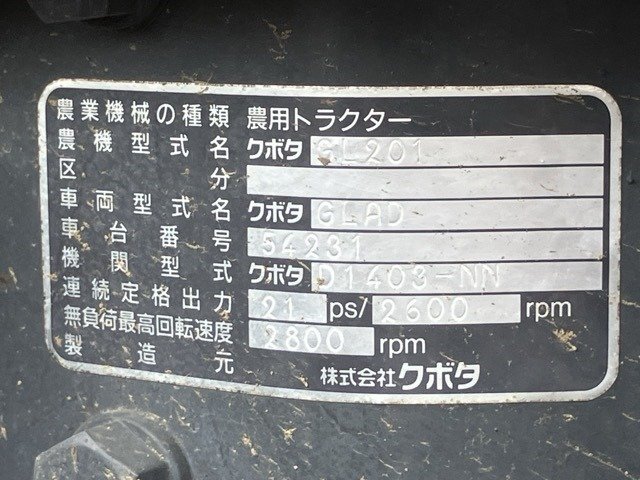 農業機械の種類 農用トラクター
農機型式名 クボタ GL201
区分
車両型式名 クボタ GLAD
車台番号 54231
機関型式 クボタ D1403-NN
連続定格出力 21 ps/ 2600 rpm
無負荷最高回転速度 2800 rpm
製造元 株式会社クボタ